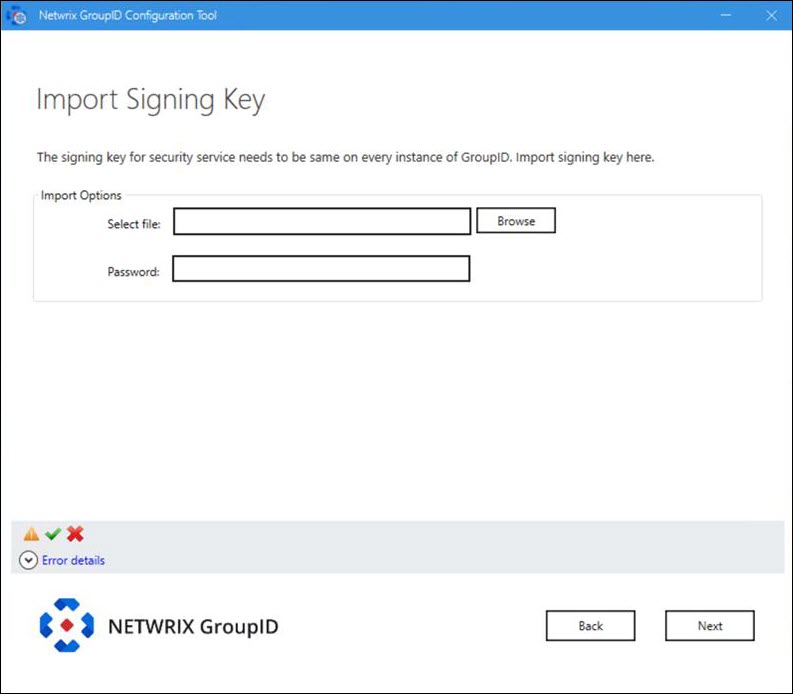 Netwrix GroupID Configuration Tool
Import Signing Key
The signing key for security service needs to be same on every instance of GroupID. Import signing key here.
Import Options
Select file:
Browse
Password:
Error details
NETWRIX GroupID
Back
Next